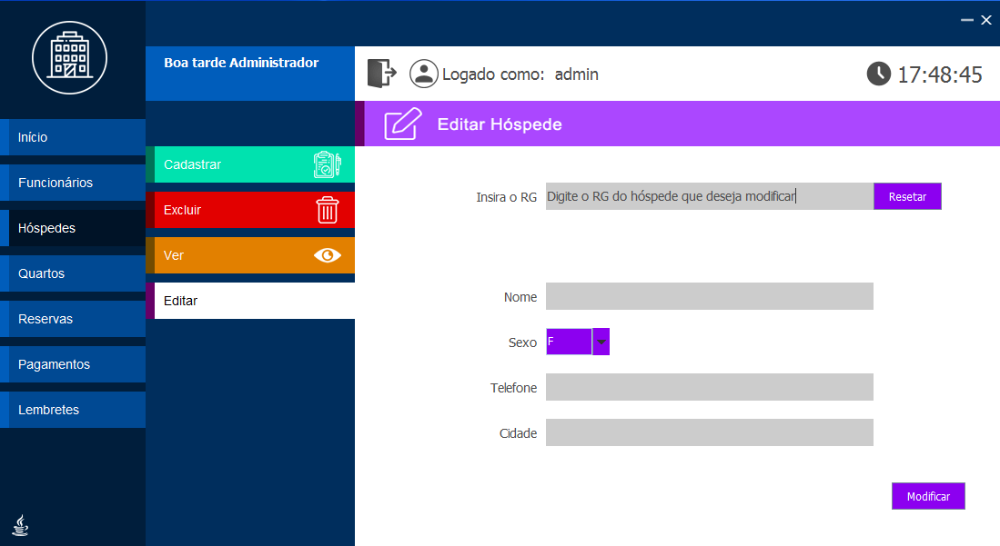 Boa tarde Administrador
Logado como: admin
17:48:45
Editar Hóspede
Início
Funcionários
Hóspedes
Quartos
Reservas
Pagamentos
Lembretes
Cadastrar
Excluir
Ver
Editar
Insira o RG
Digite o RG do hóspede que deseja modificar
Resetar
Nome
Sexo
F
Telefone
Cidade
Modificar